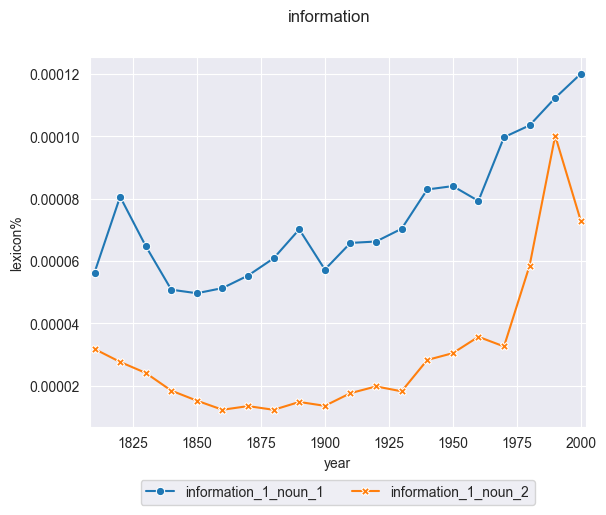 information
0.00012
0.00010
0.00008
0.00006
0.00004
0.00002
lexicon%
1825 1850 1875 1900 1925 1950 1975 2000
year
information_1_noun_1 information_1_noun_2